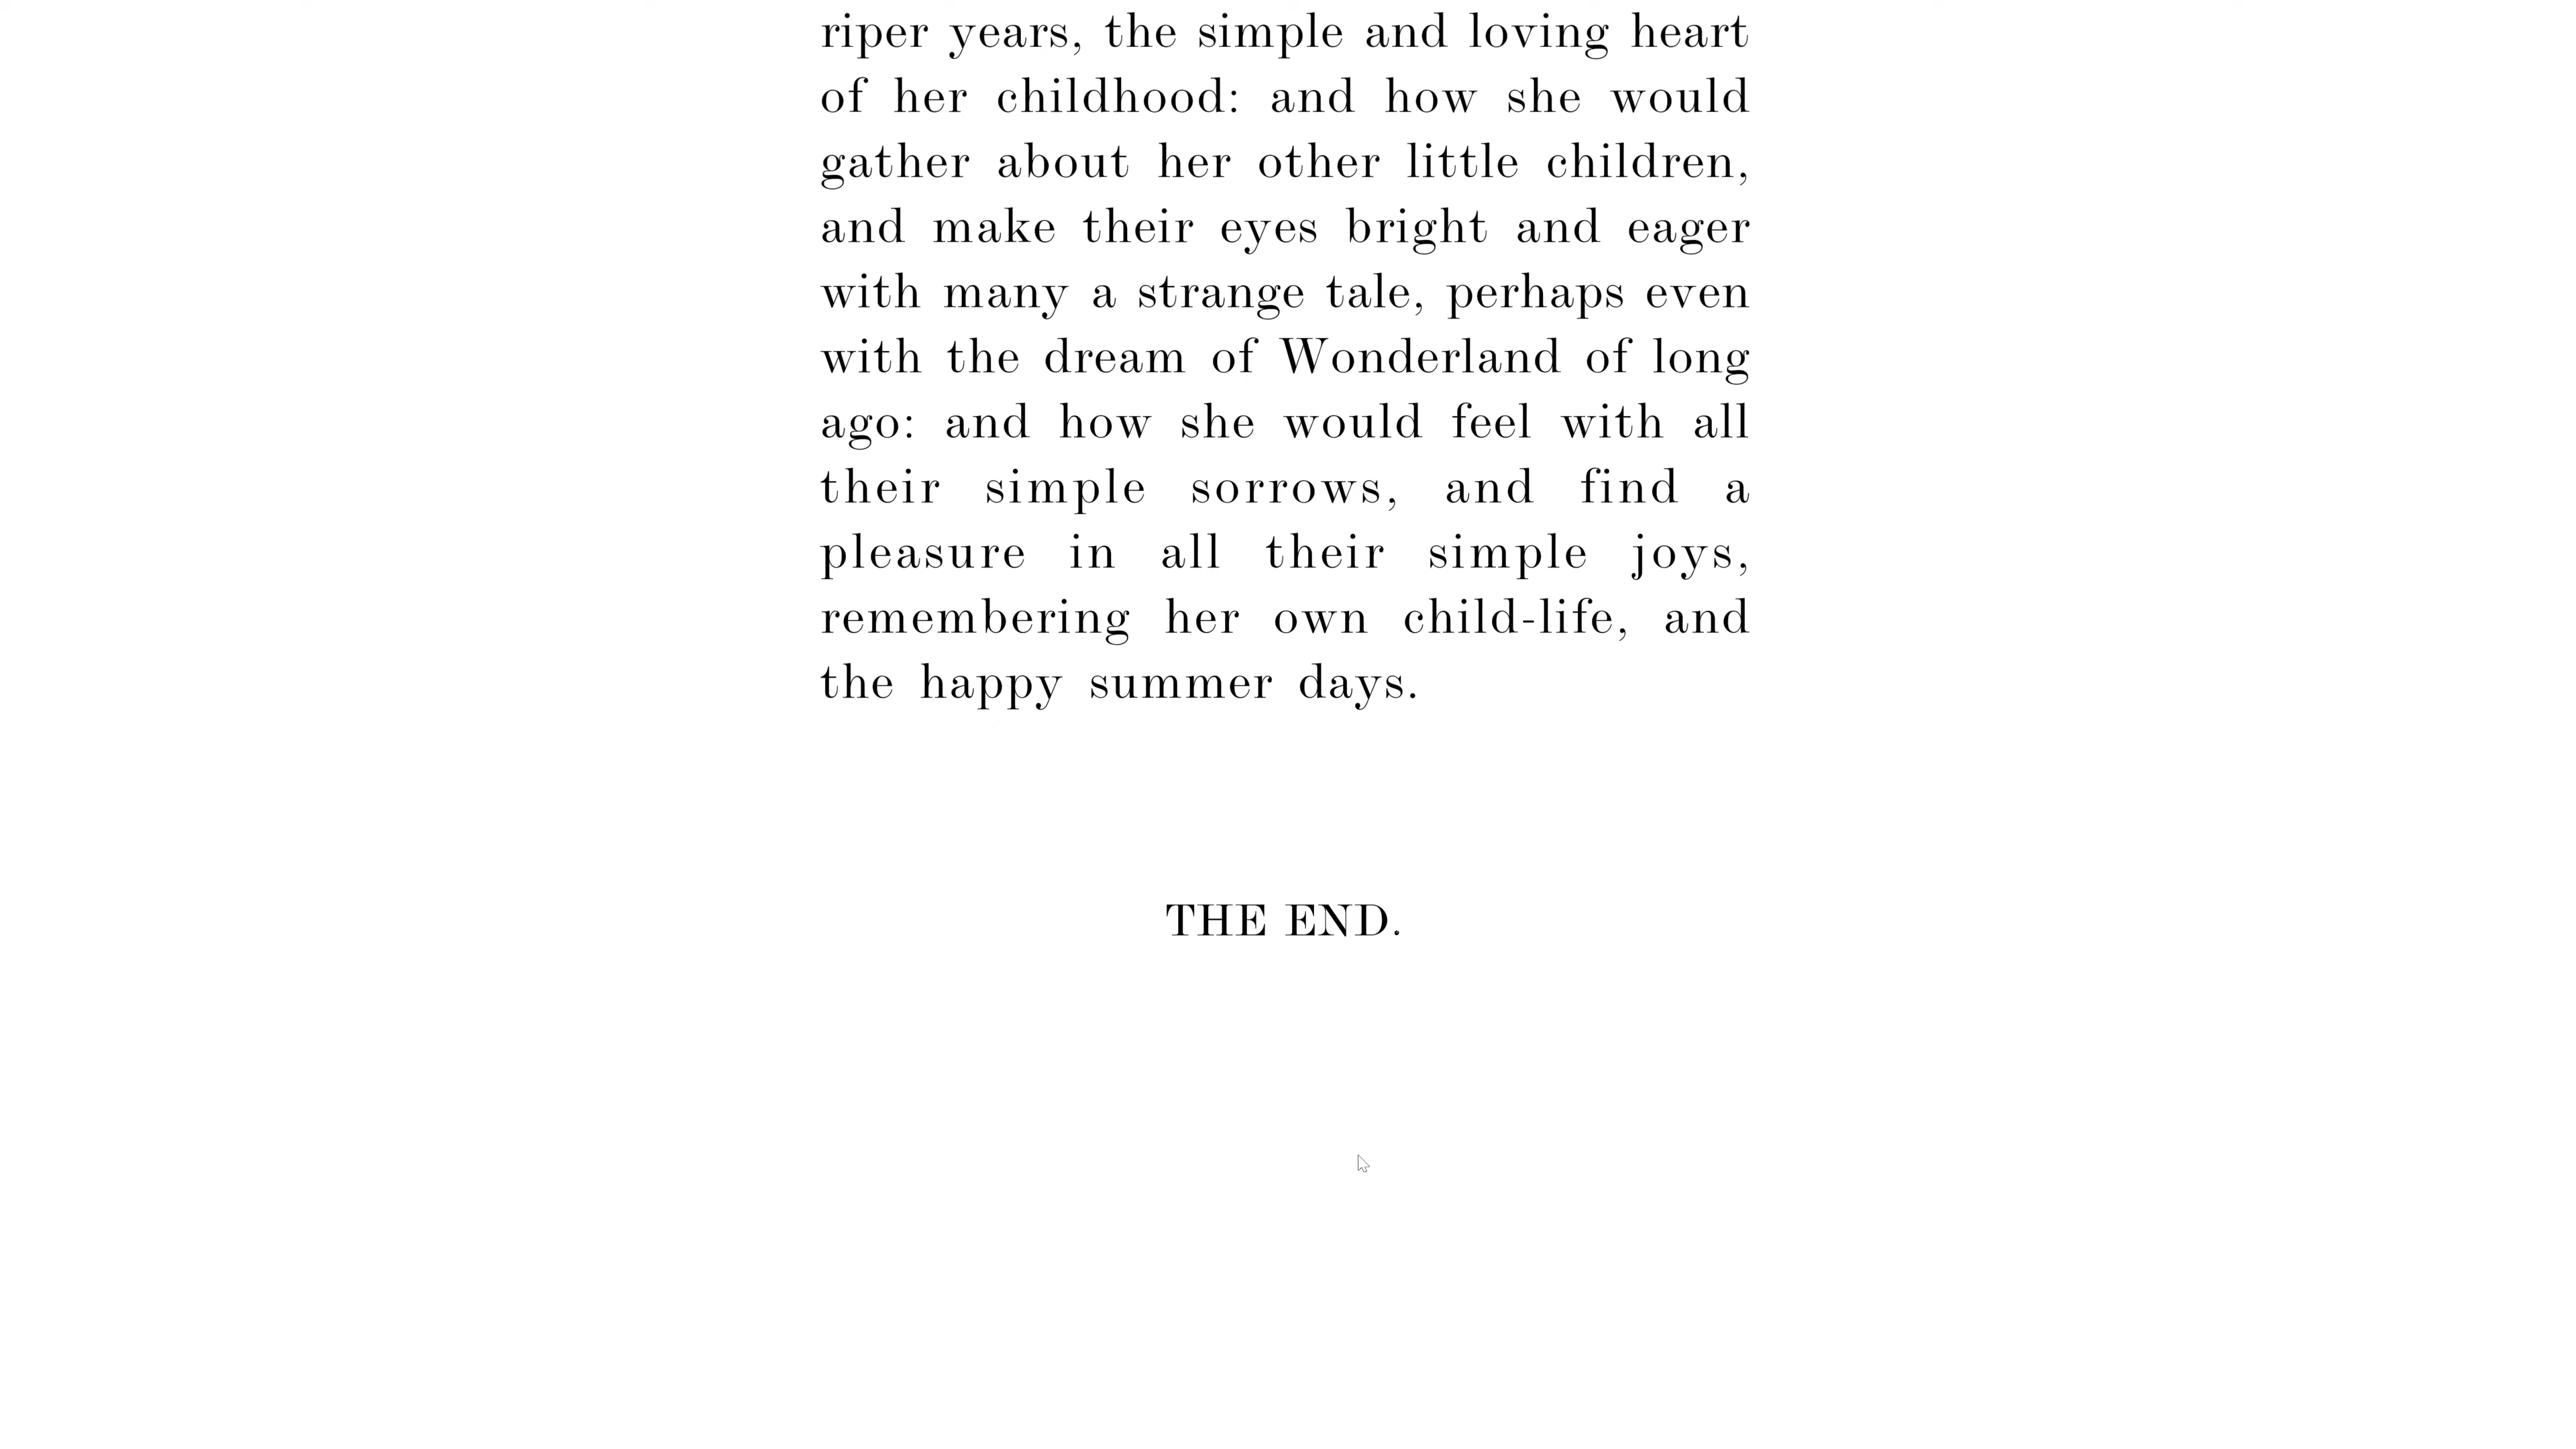 riper years, the simple and loving heart
of her childhood: and how she would
gather about her other little children,
and make their eyes bright and eager
with many a strange tale, perhaps even
with the dream of Wonderland of long
ago: and how she would feel with all
their simple sorrows, and find a
pleasure in all their simple joys,
remembering her own child-life, and
the happy summer days.
THE END.